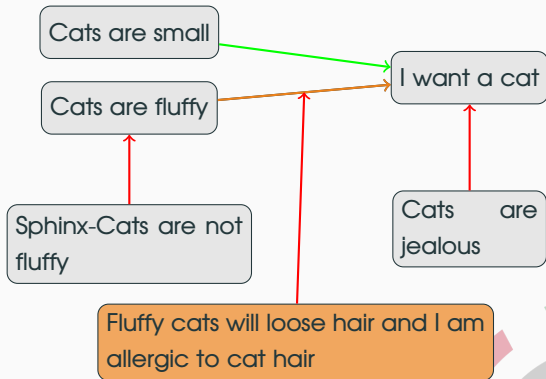 Cats are small
I want a cat
Cats are fluffy
Sphinx-Cats are not
fluffy
Cats are
jealous
Fluffy cats will loose hair and I am
allergic to cat hair